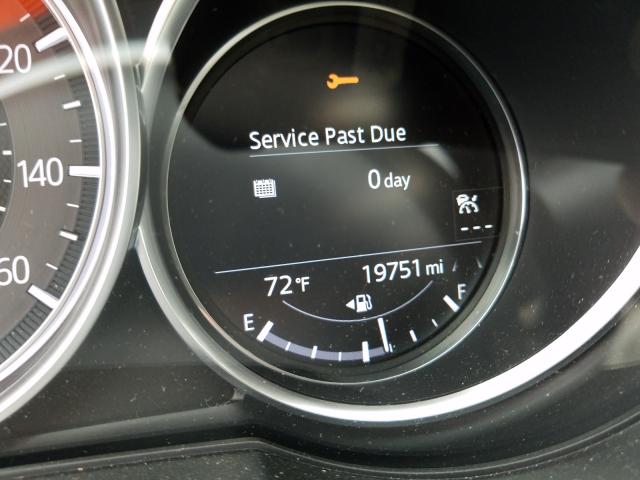 20
140
60
Service Past Due
0 day
---
72°F
19751 mi
E
F